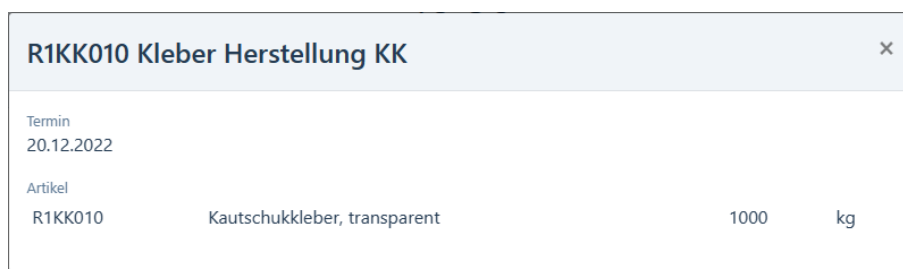 R1KK010 Kleber Herstellung KK ×
Termin
20.12.2022
Artikel
R1KK010 Kautschukkleber, transparent 1000 kg